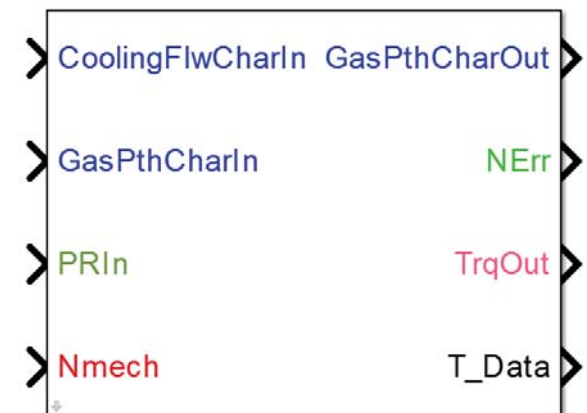 CoolingFlwCharIn GasPthCharOut
GasPthCharIn NErr
PRIn TrqOut
Nmech T_Data